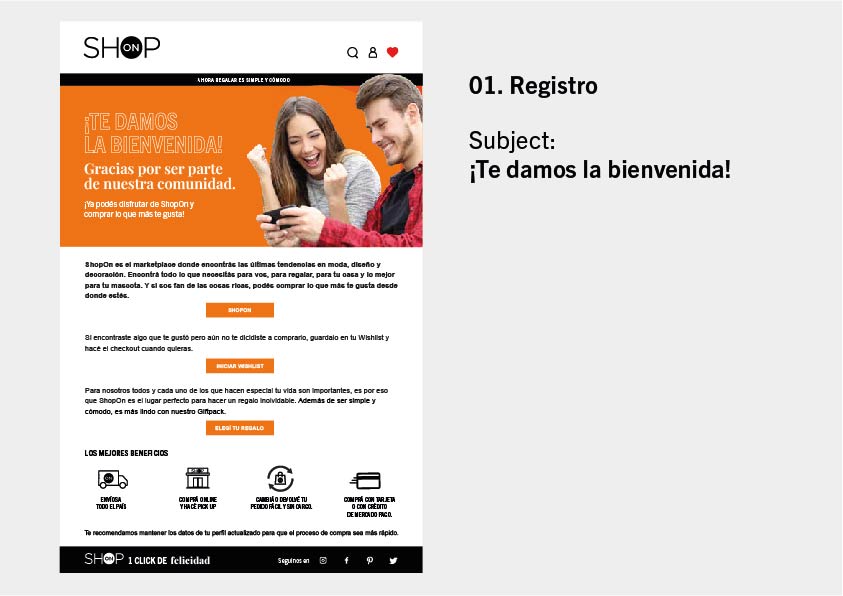 SHOP
ON
AHORA REGALAR ES SIMPLE Y CÓMODO
¡TE DAMOS
LA BIENVENIDA!
Gracias por ser parte
de nuestra comunidad.
¡Ya podés disfrutar de ShopOn y
comprar lo que más te gusta!
ShopOn es el marketplace donde encontrás las últimas tendencias en moda, diseño y
decoración. Encontrá todo lo que necesitás para vos, para regalar, para tu casa y lo mejor
para tu mascota. Y si sos fan de las cosas ricas, podés comprar lo que más te gusta desde
donde estés.
SHOPON
Si encontraste algo que te gustó pero aún no te dicidiste a comprarlo, guardalo en tu Wishlist y
hacé el checkout cuando quieras.
INICIAR WISHLIST
Para nosotros todos y cada uno de los que hacen especial tu vida son importantes, es por eso
que ShopOn es el lugar perfecto para hacer un regalo inolvidable. Además de ser simple y
cómodo, es más lindo con nuestro Giftpack.
ELEGÍ TU REGALO
LOS MEJORES BENEFICIOS
ENVÍOS A
TODO EL PAÍS
COMPRÁ ONLINE
Y HACÉ PICK UP
CAMBIÁ O DEVOLVÉ TU
PEDIDO FÁCIL Y SIN CARGO.
COMPRÁ CON TARJETA
O CON CRÉDITO
DE MERCADO PAGO.
Te recomendamos mantener los datos de tu perfil actualizado para que el proceso de compra sea más rápido.
SHOP ON 1 CLICK DE felicidad
Seguinos en
01. Registro
Subject:
¡Te damos la bienvenida!